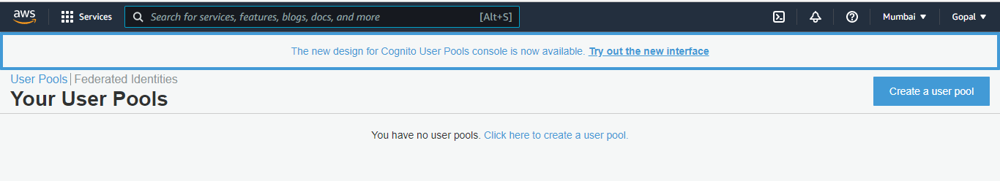 aws Services Search for services, features, blogs, docs, and more [Alt+S] Mumbai Gopal
The new design for Cognito User Pools console is now available. Try out the new interface
User Pools Federated Identities
Your User Pools
Create a user pool
You have no user pools. Click here to create a user pool.